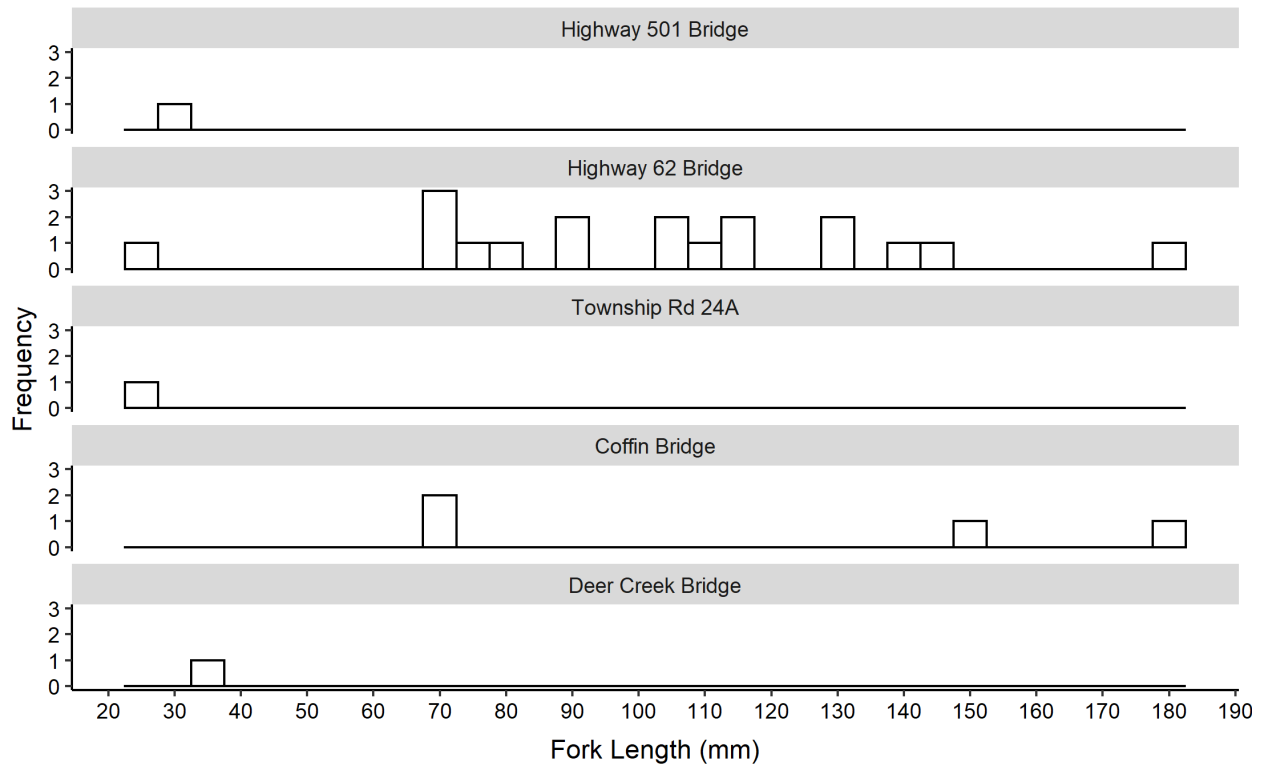 Highway 501 Bridge
3
2
1
0
Highway 62 Bridge
3
2
1
0
Township Rd 24A
3
2
1
0
Coffin Bridge
3
2
1
0
Deer Creek Bridge
3
2
1
0
Frequency
20 30 40 50 60 70 80 90 100 110 120 130 140 150 160 170 180 190
Fork Length (mm)